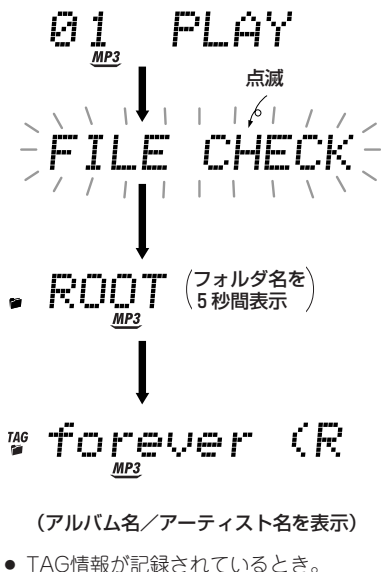 01 PLAY
MP3
点滅
FILE CHECK
ROOT
MP3
(フォルダ名を
5秒間表示)
TAG
forever (R
MP3
(アルバム名/アーティスト名を表示)
● TAG情報が記録されているとき。